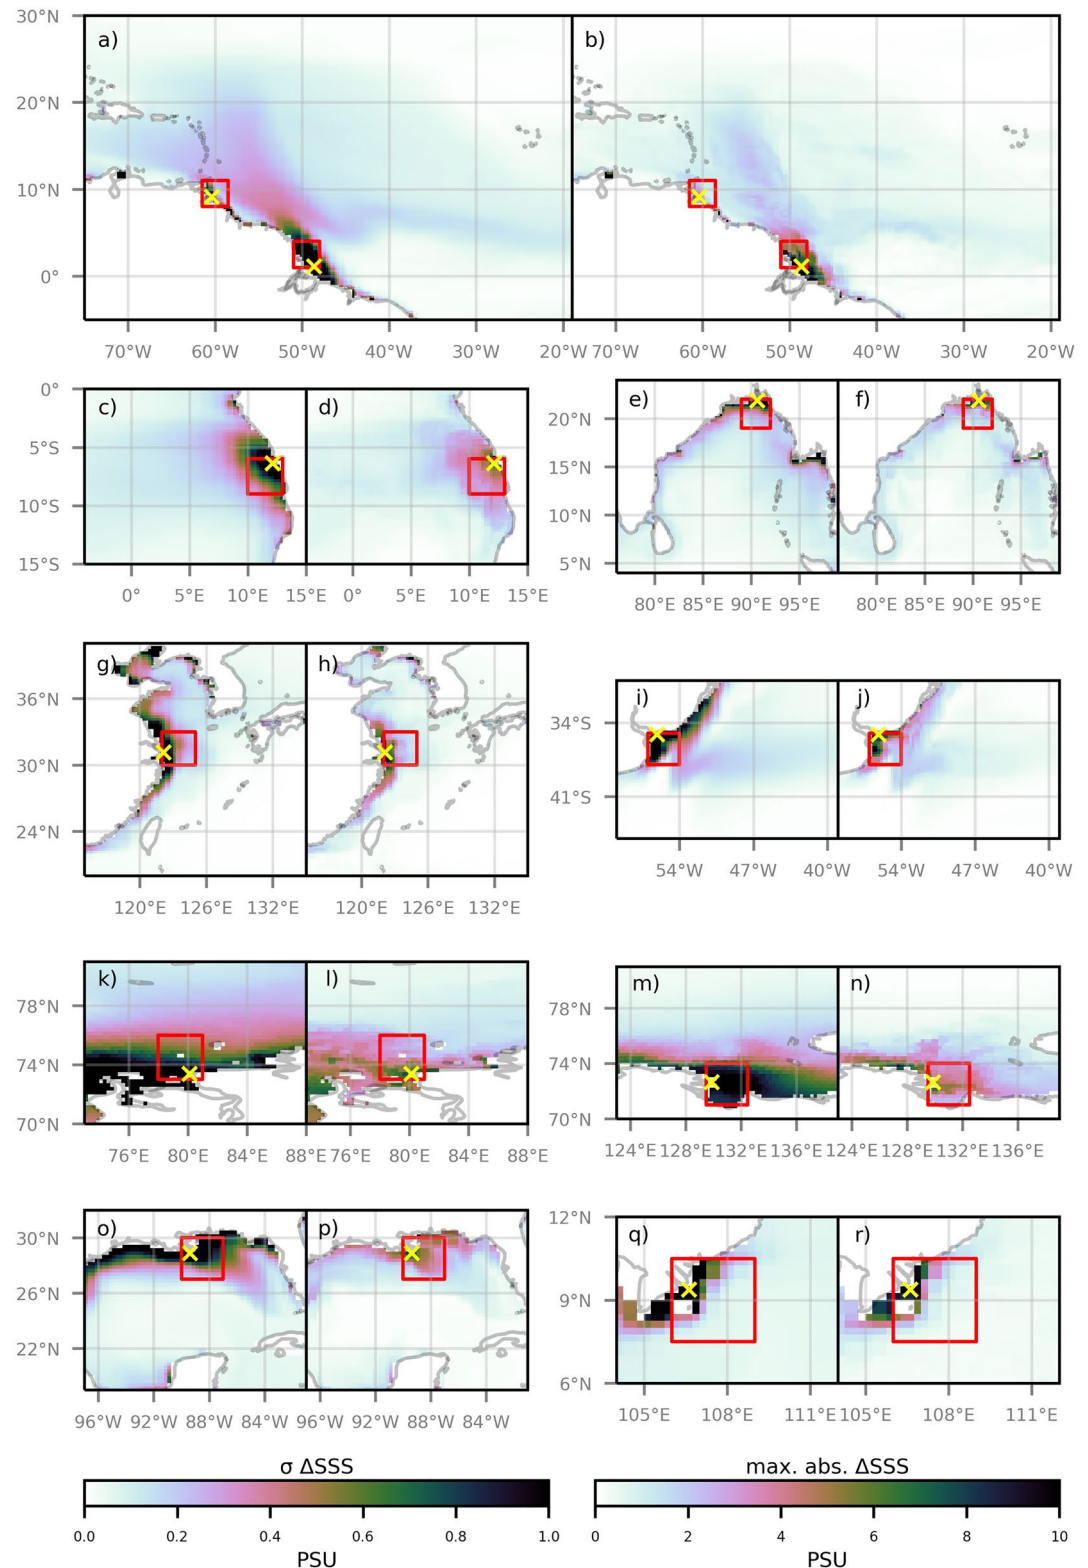 30°N
a)
b)
20°N
10°N
0°
70°W 60°W 50°W 40°W 30°W 20°W 70°W 60°W 50°W 40°W 30°W 20°W
0°
c)
d)
5°S
10°S
15°S
0° 5°E 10°E 15°E 0° 5°E 10°E 15°E
e)
f)
20°N
15°N
10°N
5°N
80°E 85°E 90°E 95°E 80°E 85°E 90°E 95°E
g)
h)
36°N
30°N
24°N
120°E 126°E 132°E 120°E 126°E 132°E
i)
j)
34°S
41°S
54°W 47°W 40°W 54°W 47°W 40°W
k)
l)
78°N
74°N
70°N
76°E 80°E 84°E 88°E 76°E 80°E 84°E 88°E
m)
n)
78°N
74°N
70°N
124°E 128°E 132°E 136°E 124°E 128°E 132°E 136°E
o)
p)
30°N
26°N
22°N
96°W 92°W 88°W 84°W 96°W 92°W 88°W 84°W
12°N
q)
r)
9°N
6°N
105°E 108°E 111°E 105°E 108°E 111°E
σ ΔSSS
0.0 0.2 0.4 0.6 0.8 1.0
PSU
max. abs. ΔSSS
0 2 4 6 8 10
PSU